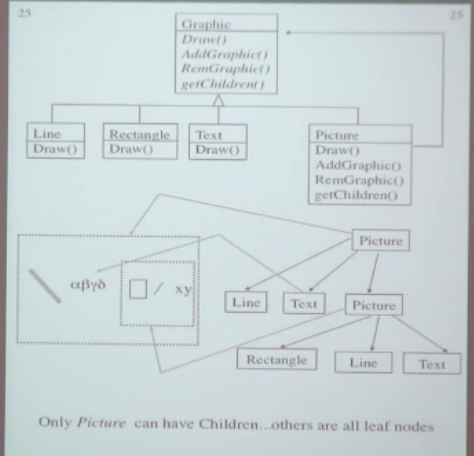 25 25
Graphic
Draw()
AddGraphic()
RemGraphic()
getChildren()
Line Rectangle Text Picture
Draw() Draw() Draw() Draw()
AddGraphic()
RemGraphic()
getChildren()
Picture
αβγδ xy
Line Text Picture
Rectangle Line Text
Only Picture can have Children...others are all leaf nodes